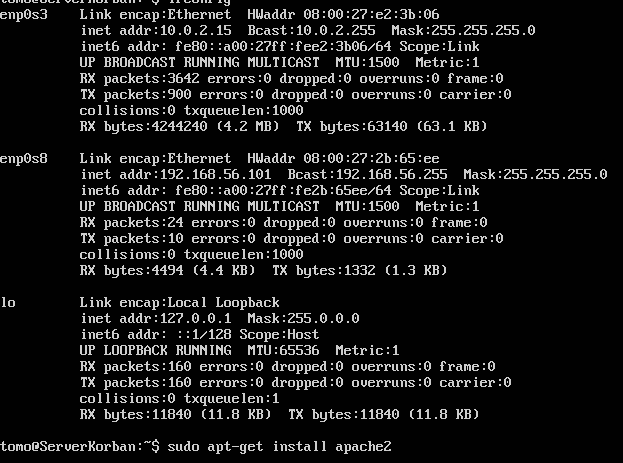 enp0s3 Link encap:Ethernet HWaddr 08:00:27:e2:3b:06
inet addr:10.0.2.15 Bcast:10.0.2.255 Mask:255.255.255.0
inet6 addr: fe80::a00:27ff:fee2:3b06/64 Scope:Link
UP BROADCAST RUNNING MULTICAST MTU:1500 Metric:1
RX packets:3642 errors:0 dropped:0 overruns:0 frame:0
TX packets:900 errors:0 dropped:0 overruns:0 carrier:0
collisions:0 txqueuelen:1000
RX bytes:4244240 (4.2 MB) TX bytes:63140 (63.1 KB)
enp0s8 Link encap:Ethernet HWaddr 08:00:27:2b:65:ee
inet addr:192.168.56.101 Bcast:192.168.56.255 Mask:255.255.255.0
inet6 addr: fe80::a00:27ff:fe2b:65ee/64 Scope:Link
UP BROADCAST RUNNING MULTICAST MTU:1500 Metric:1
RX packets:24 errors:0 dropped:0 overruns:0 frame:0
TX packets:10 errors:0 dropped:0 overruns:0 carrier:0
collisions:0 txqueuelen:1000
RX bytes:4494 (4.4 KB) TX bytes:1332 (1.3 KB)
lo Link encap:Local Loopback
inet addr:127.0.0.1 Mask:255.0.0.0
inet6 addr: ::1/128 Scope:Host
UP LOOPBACK RUNNING MTU:65536 Metric:1
RX packets:160 errors:0 dropped:0 overruns:0 frame:0
TX packets:160 errors:0 dropped:0 overruns:0 carrier:0
collisions:0 txqueuelen:1
RX bytes:11840 (11.8 KB) TX bytes:11840 (11.8 KB)
tomo@ServerKorban:~$ sudo apt-get install apache2